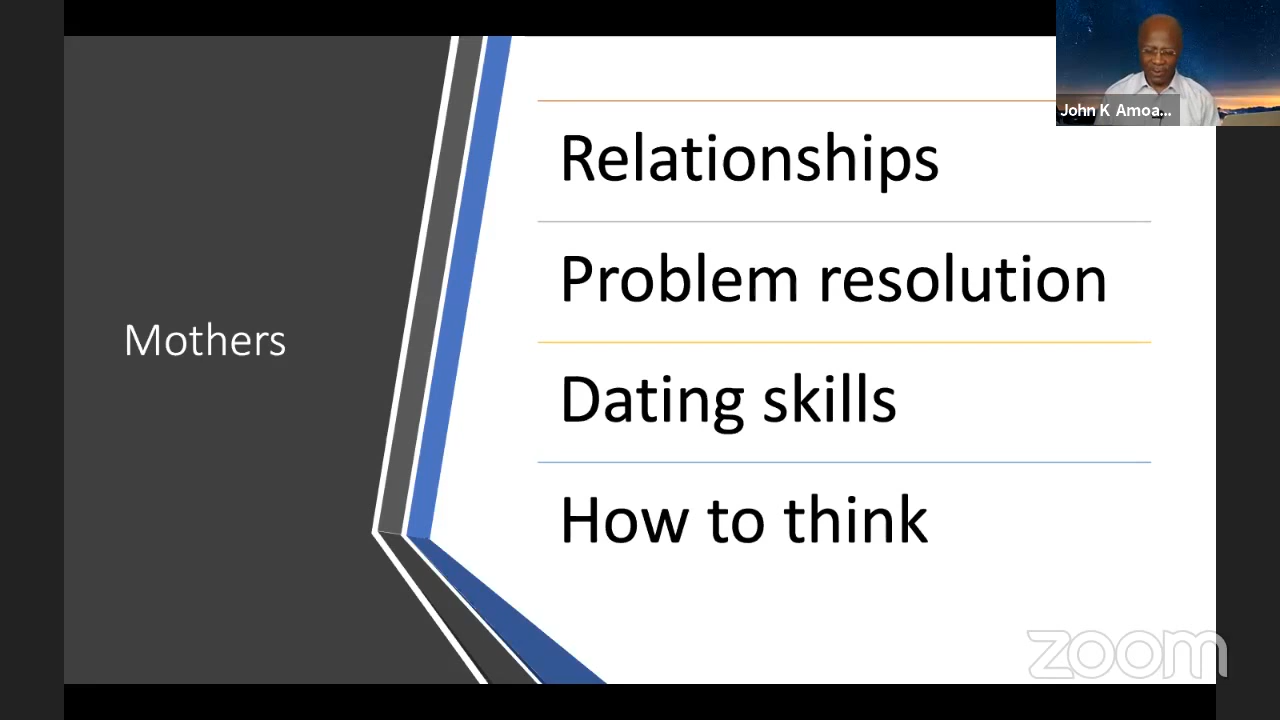 John K Amoa...
Relationships
Problem resolution
Mothers
Dating skills
How to think
zoom